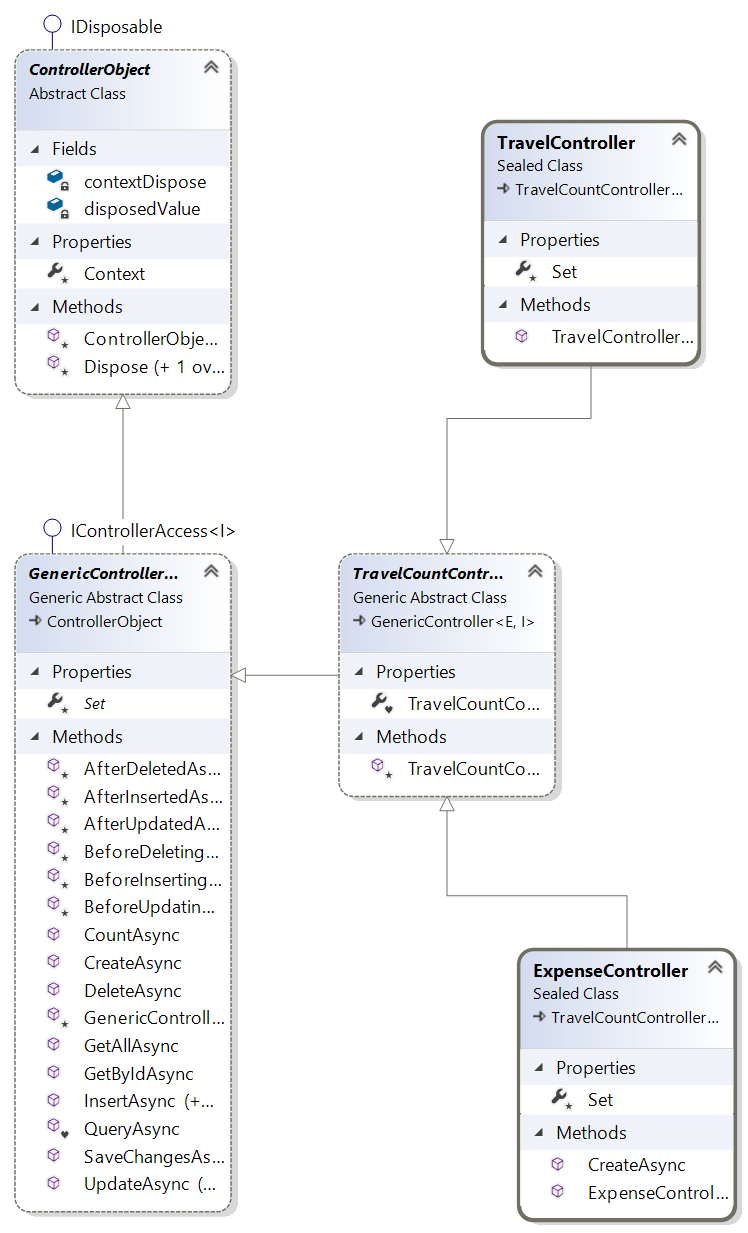 IDisposable
ControllerObject
Abstract Class
Fields
contextDispose
disposedValue
Properties
Context
Methods
ControllerObje...
Dispose (+ 1 ov...
TravelController
Sealed Class
TravelCountController...
Properties
Set
Methods
TravelController...
IControllerAccess<I>
GenericController...
Generic Abstract Class
ControllerObject
Properties
Set
Methods
AfterDeletedAs...
AfterInsertedAs...
AfterUpdatedA...
BeforeDeleting...
BeforeInserting...
BeforeUpdatin...
CountAsync
CreateAsync
DeleteAsync
GenericControll...
GetAllAsync
GetByIdAsync
InsertAsync (+...
QueryAsync
SaveChangesAs...
UpdateAsync (...
TravelCountContr...
Generic Abstract Class
GenericController<E, I>
Properties
TravelCountCo...
Methods
TravelCountCo...
ExpenseController
Sealed Class
TravelCountController...
Properties
Set
Methods
CreateAsync
ExpenseControl...